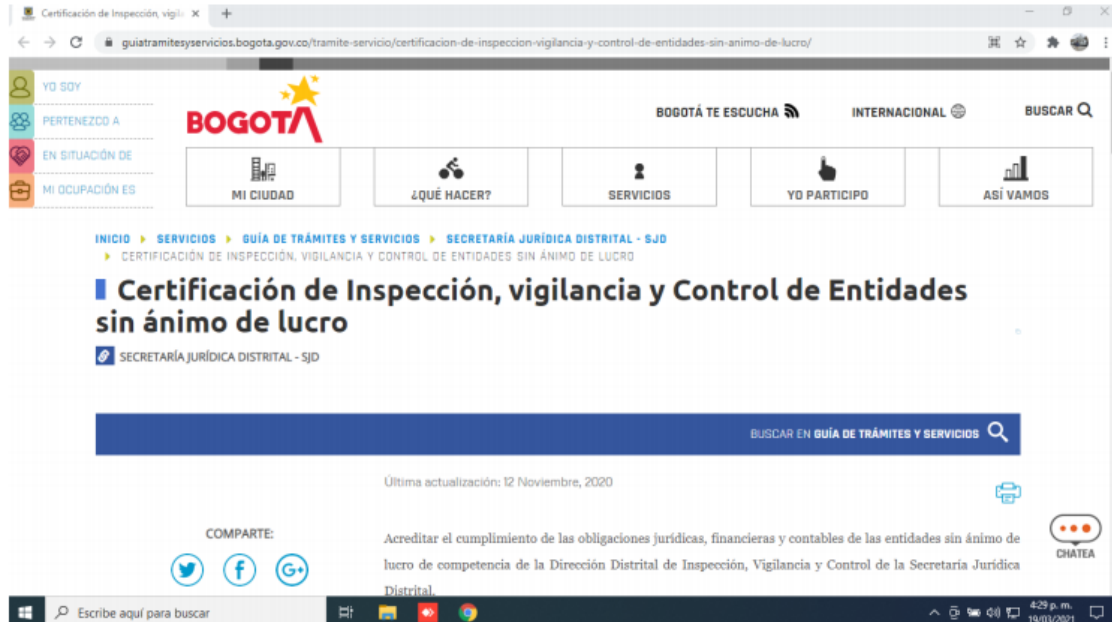 Certificación de Inspección, vigila
guiatramitesyservicios.bogota.gov.co/tramite-servicio/certificacion-de-inspeccion-vigilancia-y-control-de-entidades-sin-animo-de-lucro/
YO SOY
PERTENEZCO A
EN SITUACIÓN DE
MI OCUPACIÓN ES
BOGOTÁ
BOGOTÁ TE ESCUCHA
INTERNACIONAL
BUSCAR
MI CIUDAD
¿QUÉ HACER?
SERVICIOS
YO PARTICIPO
ASÍ VAMOS
INICIO SERVICIOS GUÍA DE TRÁMITES Y SERVICIOS SECRETARÍA JURÍDICA DISTRITAL - SJD
CERTIFICACIÓN DE INSPECCIÓN, VIGILANCIA Y CONTROL DE ENTIDADES SIN ÁNIMO DE LUCRO
Certificación de Inspección, vigilancia y Control de Entidades
sin ánimo de lucro
SECRETARÍA JURÍDICA DISTRITAL - SJD
BUSCAR EN GUÍA DE TRÁMITES Y SERVICIOS
Última actualización: 12 Noviembre, 2020
COMPARTE:
G+
Acreditar el cumplimiento de las obligaciones jurídicas, financieras y contables de las entidades sin ánimo de
lucro de competencia de la Dirección Distrital de Inspección, Vigilancia y Control de la Secretaría Jurídica
Distrital.
CHATEA
Escribe aquí para buscar
4:29 p. m.
19/03/2021